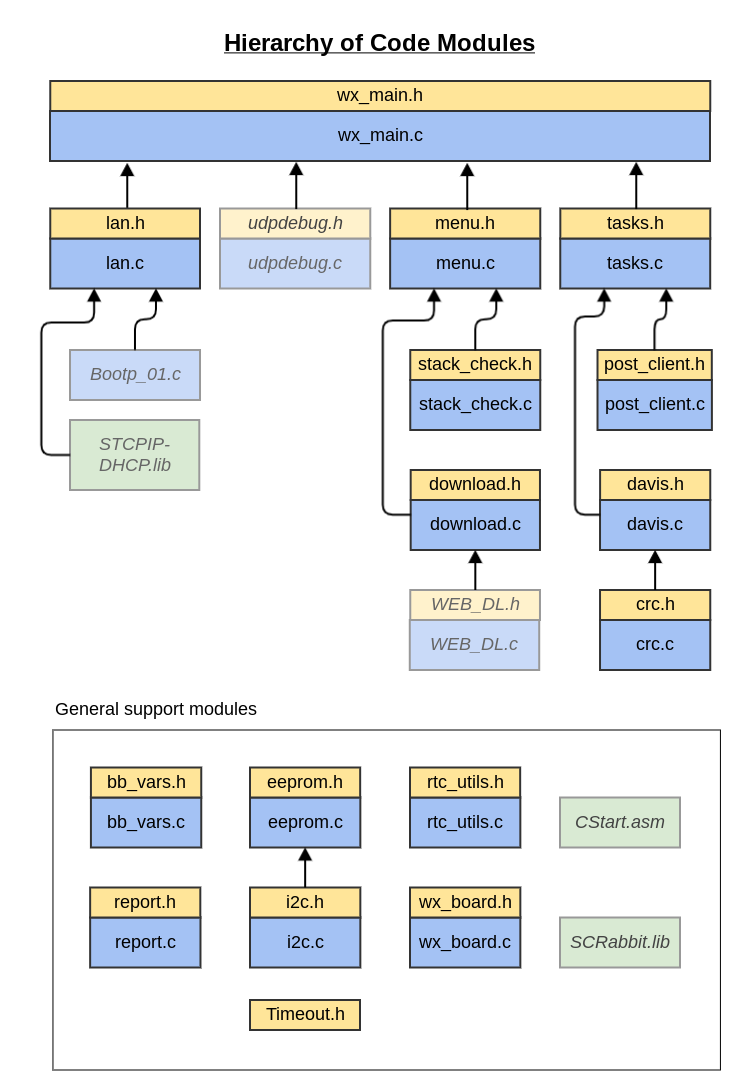 Hierarchy of Code Modules
wx_main.h
wx_main.c
lan.h
udpdebug.h
menu.h
tasks.h
lan.c
udpdebug.c
menu.c
tasks.c
Bootp_01.c
stack_check.h
post_client.h
stack_check.c
post_client.c
STCPIP-
DHCP.lib
download.h
davis.h
download.c
davis.c
WEB_DL.h
crc.h
WEB_DL.c
crc.c
General support modules
bb_vars.h
eeprom.h
rtc_utils.h
bb_vars.c
eeprom.c
rtc_utils.c
CStart.asm
report.h
i2c.h
wx_board.h
report.c
i2c.c
wx_board.c
SCRabbit.lib
Timeout.h